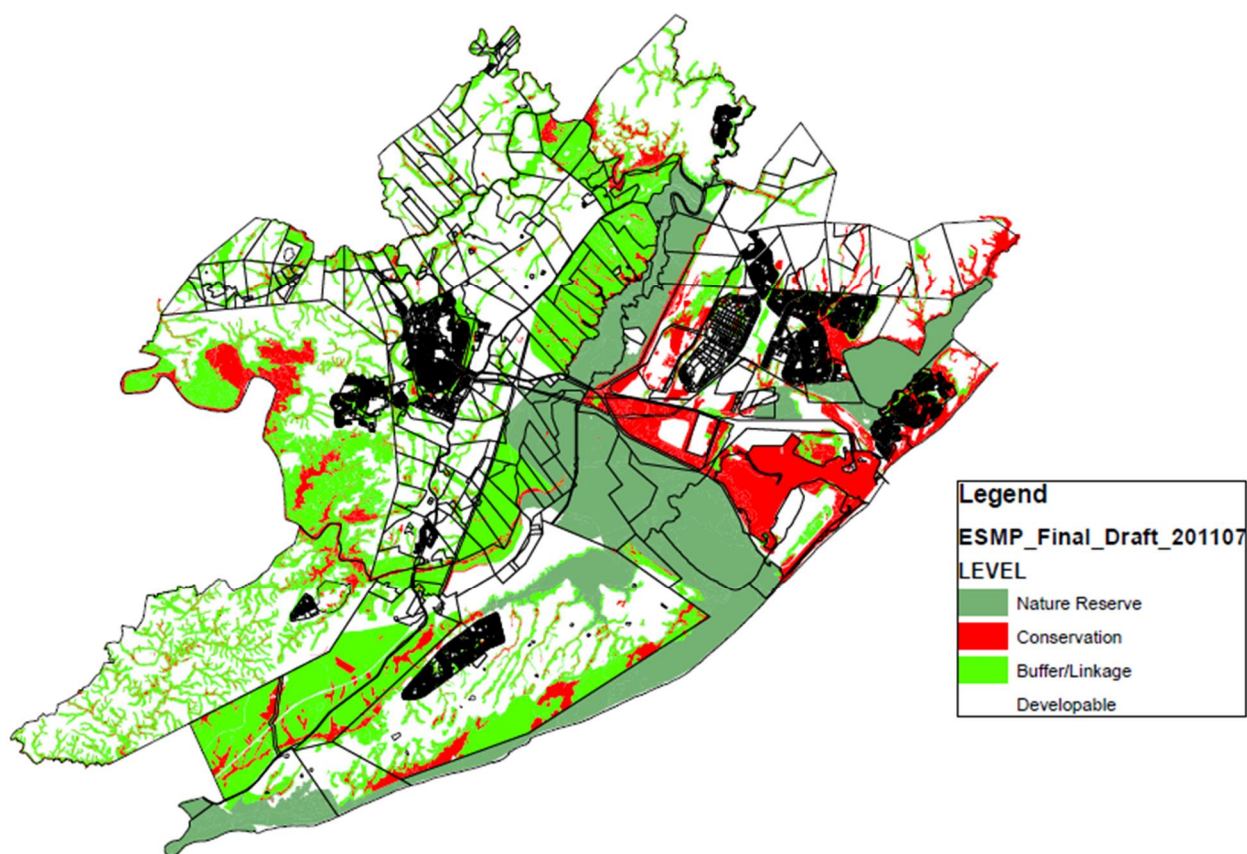 Legend
ESMP_Final_Draft_201107
LEVEL
Nature Reserve
Conservation
Buffer/Linkage
Developable